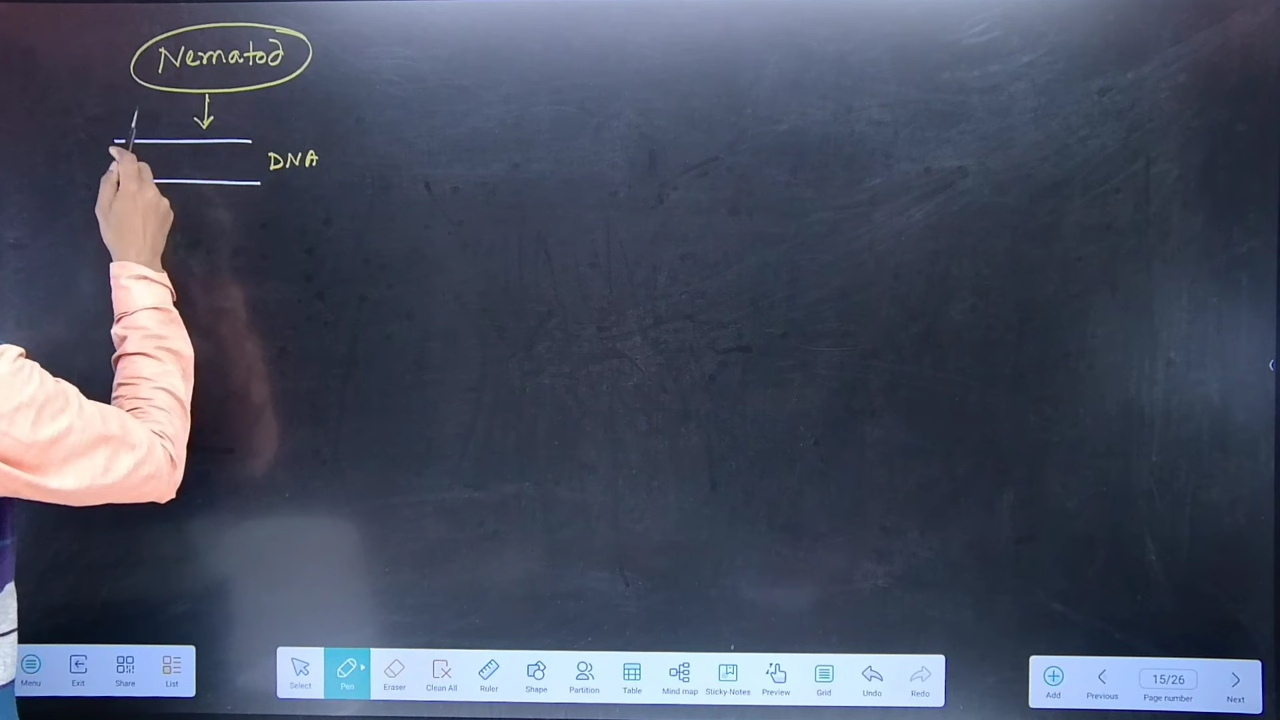 Nematod
DNA
Menu
Exit
Share
List
Select
Pen
Eraser
Clean All
Ruler
Shape
Partition
Table
Mind map
Sticky-Notes
Preview
Grid
Undo
Redo
Add
Previous
15/26
Page number
Next